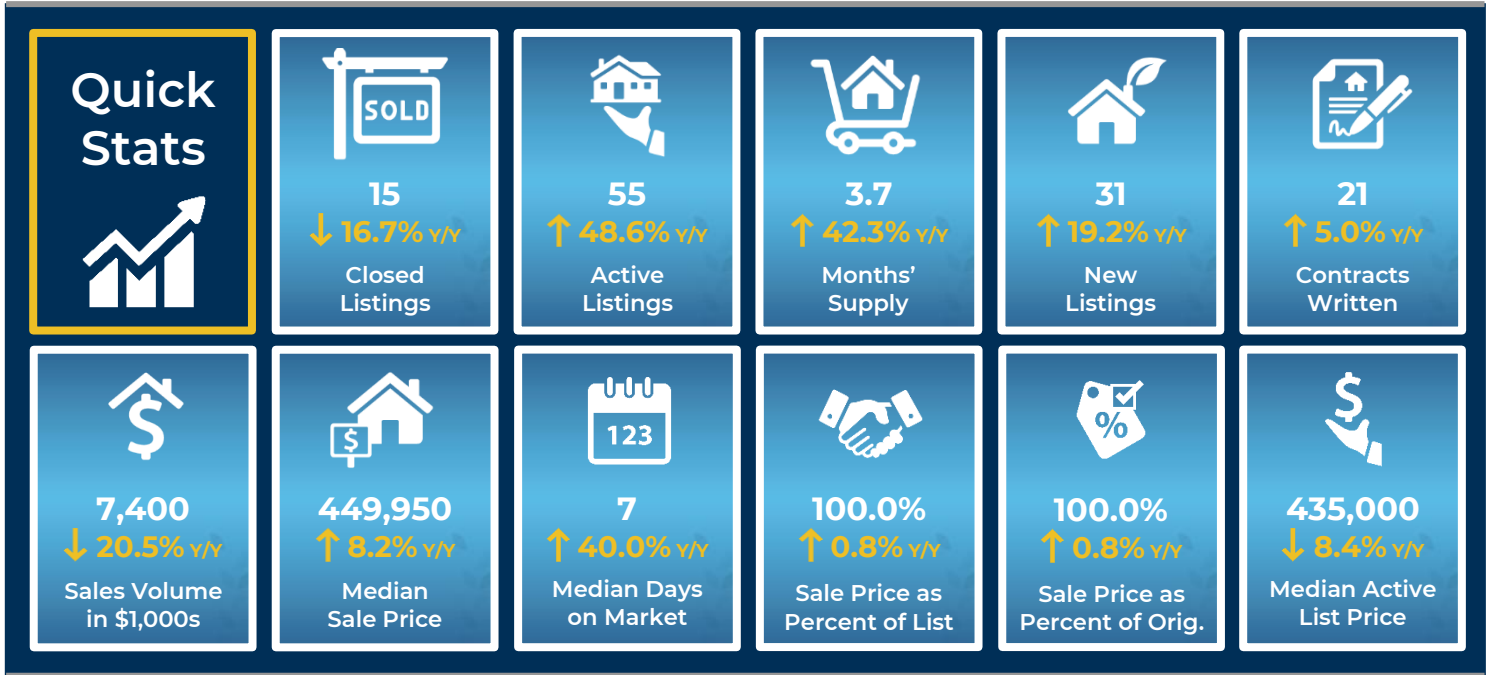 Quick
Stats
SOLD
15
↓ 16.7% Y/Y
Closed
Listings
55
↑ 48.6% Y/Y
Active
Listings
3.7
↑ 42.3% Y/Y
Months’
Supply
31
↑ 19.2% Y/Y
New
Listings
21
↑ 5.0% Y/Y
Contracts
Written
$
7,400
↓ 20.5% Y/Y
Sales Volume
in $1,000s
$
449,950
↑ 8.2% Y/Y
Median
Sale Price
123
7
↑ 40.0% Y/Y
Median Days
on Market
100.0%
↑ 0.8% Y/Y
Sale Price as
Percent of List
%
100.0%
↑ 0.8% Y/Y
Sale Price as
Percent of Orig.
$
435,000
↓ 8.4% Y/Y
Median Active
List Price